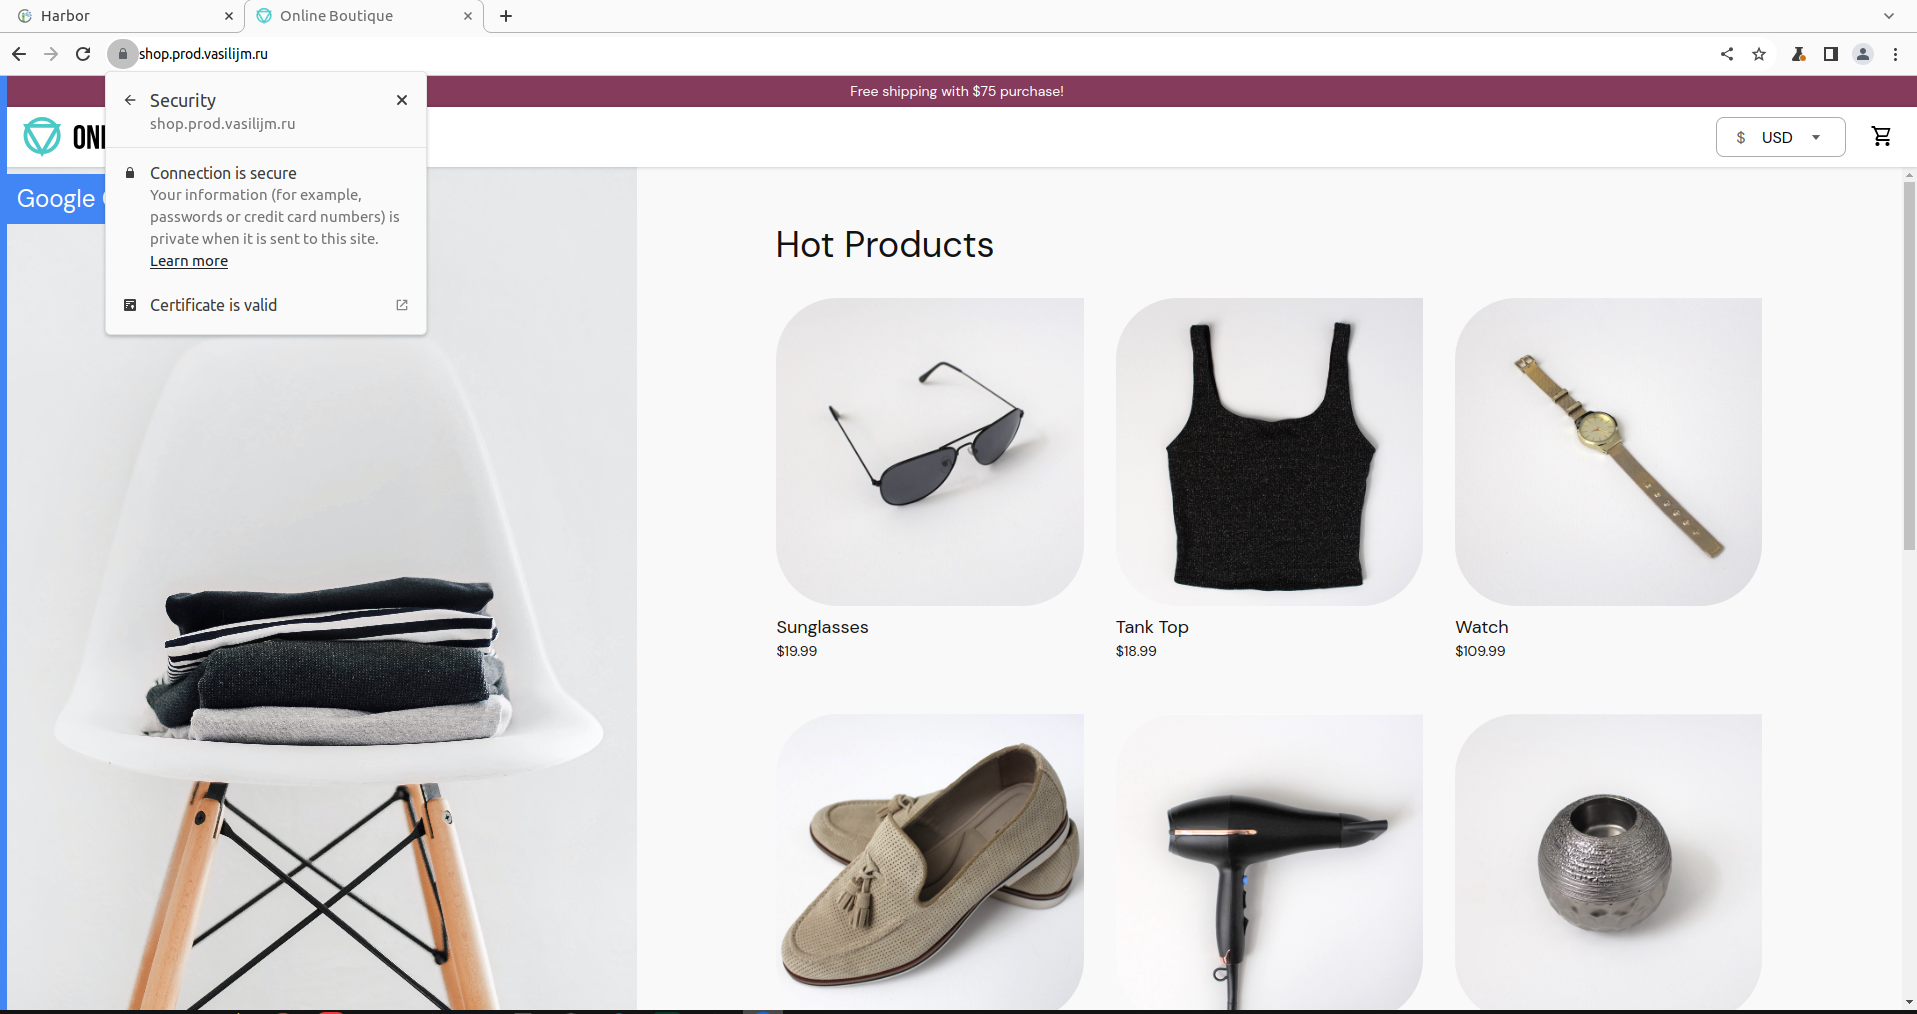 Harbor
Online Boutique
shop.prod.vasilijm.ru
Security
shop.prod.vasilijm.ru
Free shipping with $75 purchase!
$ USD
Connection is secure
Your information (for example,
passwords or credit card numbers) is
private when it is sent to this site.
Learn more
Certificate is valid
Google
Hot Products
Sunglasses
$19.99
Tank Top
$18.99
Watch
$109.99